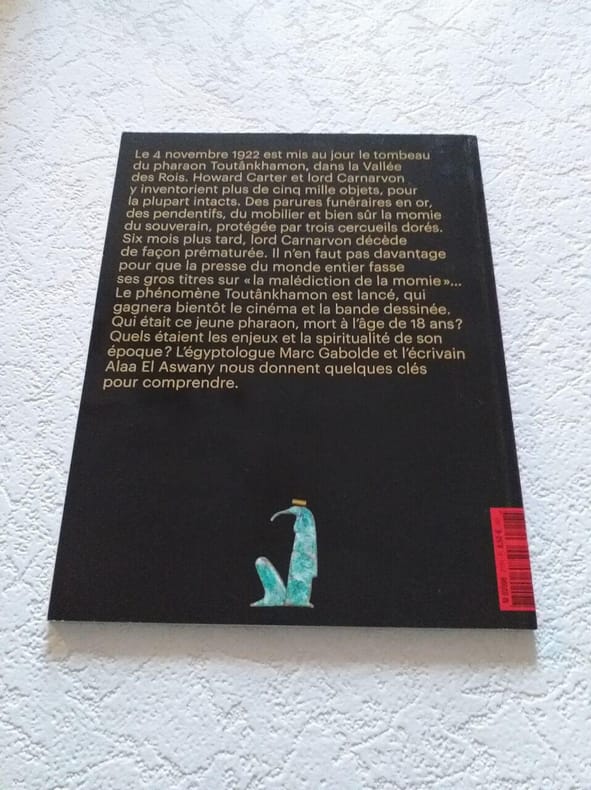 Le 4 novembre 1922 est mis au jour le tombeau
du pharaon Toutânkhamon, dans la Vallée
des Rois. Howard Carter et lord Carnarvon
y inventorient plus de cinq mille objets, pour
la plupart intacts. Des parures funéraires en or,
des pendentifs, du mobilier et bien sûr la momie
du souverain, protégée par trois cercueils dorés.
Six mois plus tard, lord Carnarvon décède
de façon prématurée. Il n'en faut pas davantage
pour que la presse du monde entier fasse
ses gros titres sur «la malédiction de la momie»...
Le phénomène Toutânkhamon est lancé, qui
gagnera bientôt le cinéma et la bande dessinée.
Qui était ce jeune pharaon, mort à l'âge de 18 ans?
Quels étaient les enjeux et la spiritualité de son
époque? L'égyptologue Marc Gabolde et l'écrivain
Alaa El Aswany nous donnent quelques clés
pour comprendre.